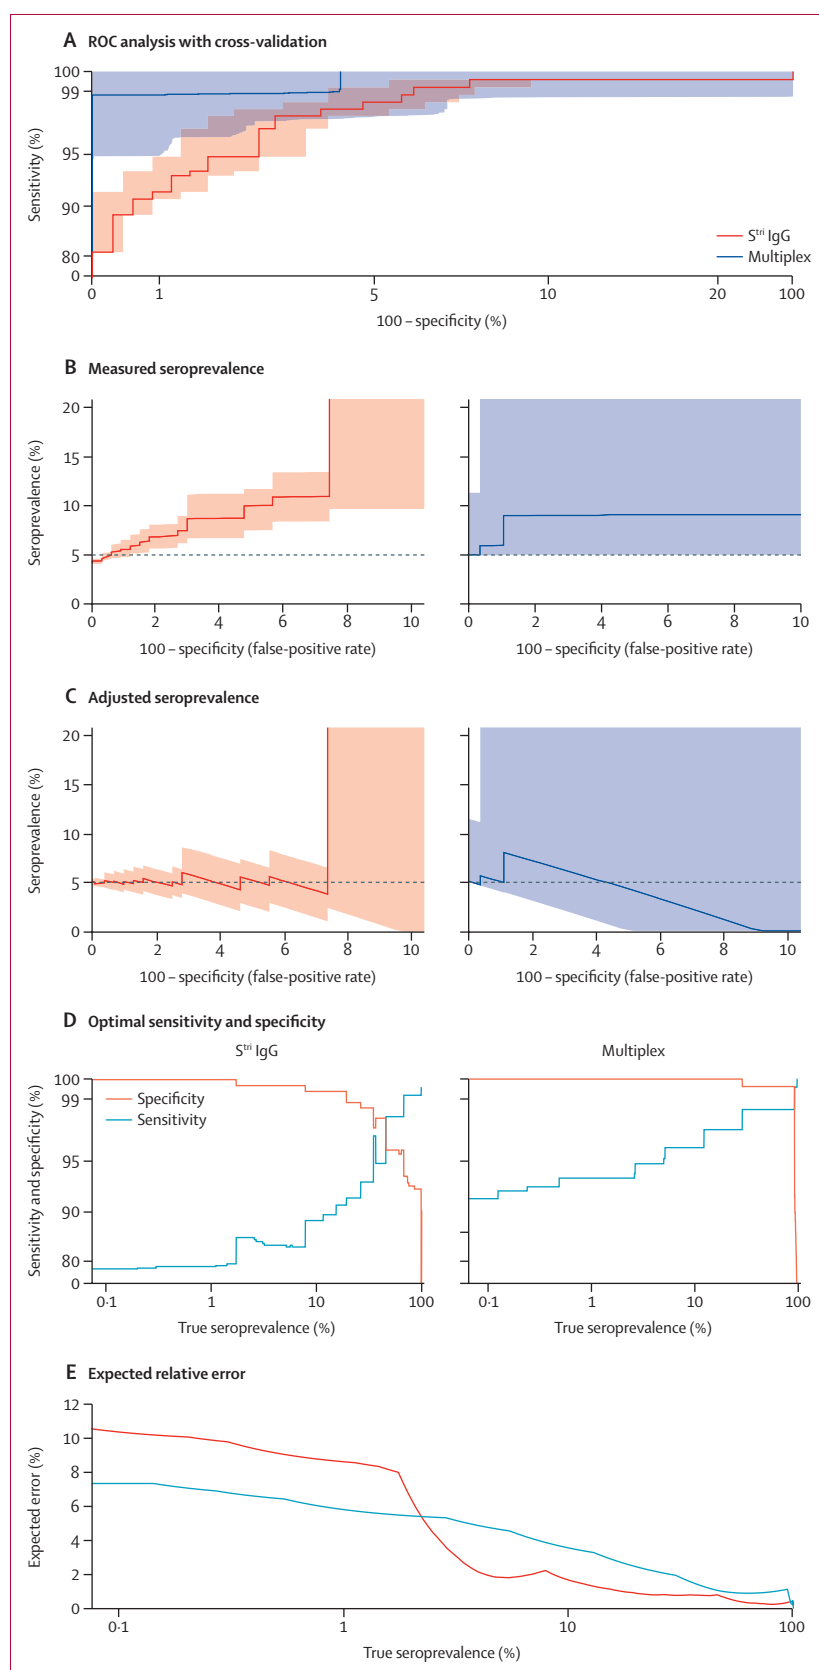 A ROC analysis with cross-validation
100
99
95
90
80
0
Sensitivity (%)
Stri IgG
Multiplex
0 1 5 10 20 100
100 – specificity (%)
B Measured seroprevalence
20
15
10
5
0
Seroprevalence (%)
0 2 4 6 8 10
0 2 4 6 8 10
100 – specificity (false-positive rate)
100 – specificity (false-positive rate)
C Adjusted seroprevalence
20
15
10
5
0
Seroprevalence (%)
0 2 4 6 8 10
0 2 4 6 8 10
100 – specificity (false-positive rate)
100 – specificity (false-positive rate)
D Optimal sensitivity and specificity
Stri IgG
Multiplex
100
99
95
90
80
0
Sensitivity and specificity (%)
Specificity
Sensitivity
0·1 1 10 100
0·1 1 10 100
True seroprevalence (%)
True seroprevalence (%)
E Expected relative error
12
10
8
6
4
2
0
Expected error (%)
0·1 1 10 100
True seroprevalence (%)